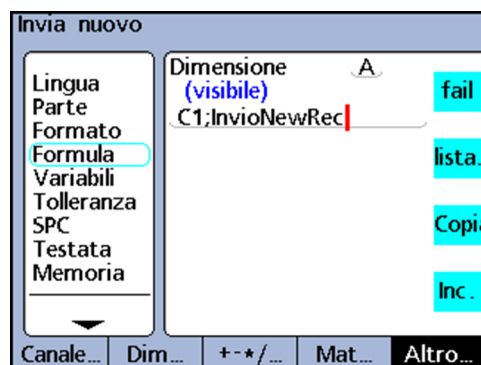 Invia nuovo
Lingua
Parte
Formato
Formula
Variabili
Tolleranza
SPC
Testata
Memoria
Dimensione A
(visibile)
C1;InvioNewRec
fail
lista.
Copi
Inc.
Canale... Dim... +-*/... Mat... Altro...